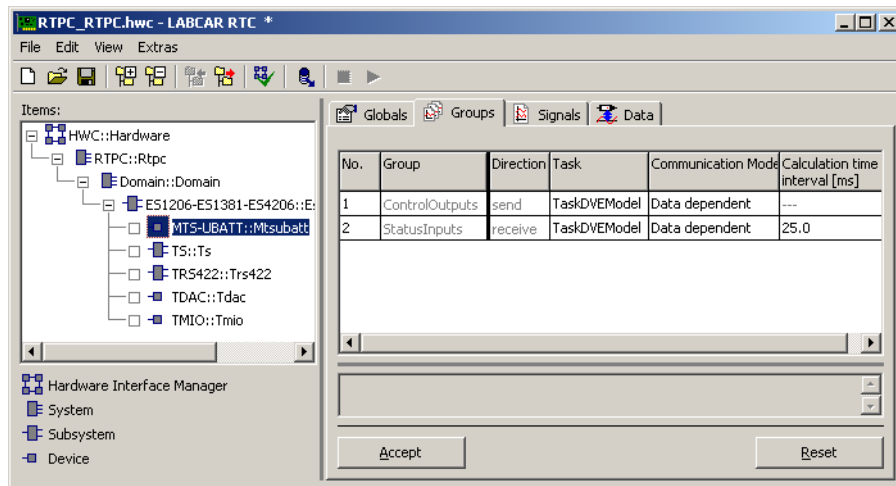 RTPC_RTPC.hwc - LABCAR RTC *
File Edit View Extras
Items:
HWC::Hardware
RTPC::Rtpc
Domain::Domain
ES1206-ES1381-ES4206::E
MTS-UBATT::Mtsubatt
TS::Ts
TRS422::Trs422
TDAC::Tdac
TMIO::Tmio
Hardware Interface Manager
System
Subsystem
Device
Globals Groups Signals Data
No. Group Direction Task Communication Mode Calculation time interval [ms]
1 ControlOutputs send TaskDVEModel Data dependent ---
2 StatusInputs receive TaskDVEModel Data dependent 25.0
Accept Reset